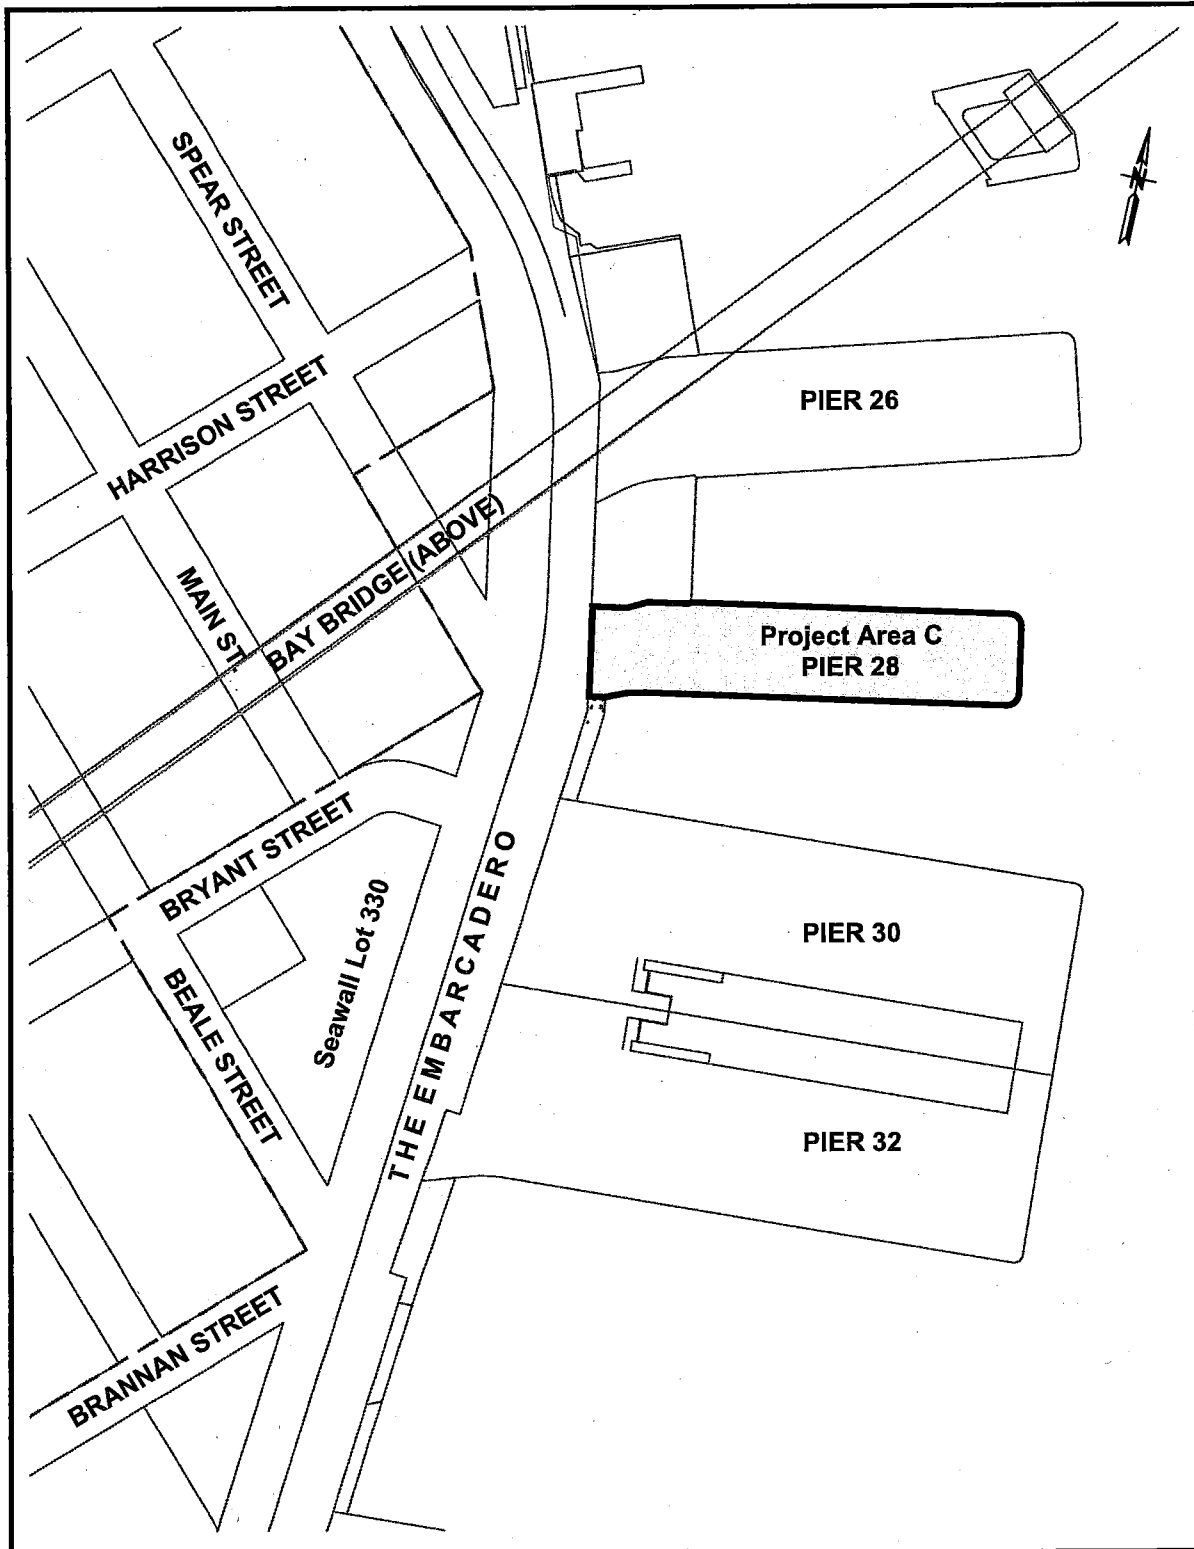 SPEAR STREET
N
HARRISON STREET
PIER 26
MAIN ST.
BAY BRIDGE (ABOVE)
Project Area C
PIER 28
BRYANT STREET
THE EMBARCADERO
Seawall Lot 330
PIER 30
BEALE STREET
PIER 32
BRANNAN STREET